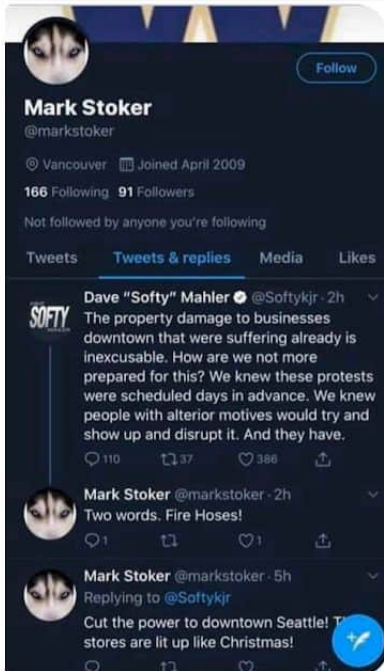 Follow
Mark Stoker
@markstoker
Vancouver Joined April 2009
166 Following 91 Followers
Not followed by anyone you're following
Tweets Tweets & replies Media Likes
SOFTY
Dave "Softy" Mahler @Softykjr · 2h
The property damage to businesses
downtown that were suffering already is
inexcusable. How are we not more
prepared for this? We knew these protests
were scheduled days in advance. We knew
people with alterior motives would try and
show up and disrupt it. And they have.
110 37 386
Mark Stoker @markstoker · 2h
Two words. Fire Hoses!
1 1
Mark Stoker @markstoker · 5h
Replying to @Softykjr
Cut the power to downtown Seattle!
stores are lit up like Christmas!